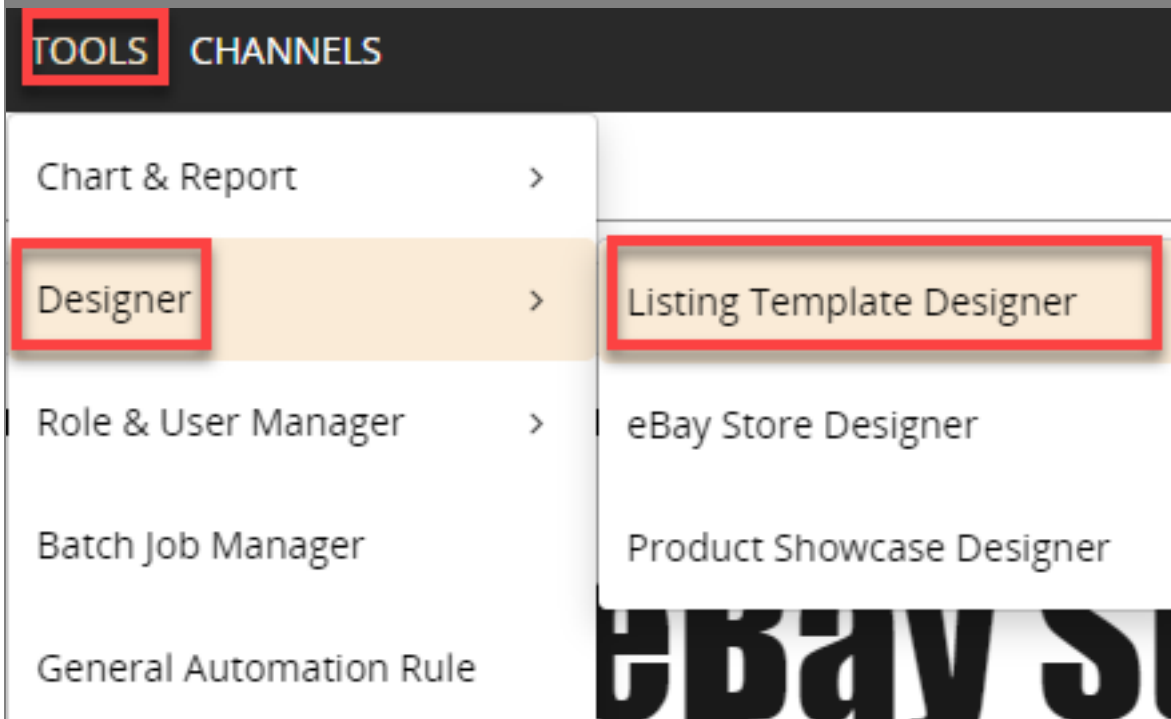 TOOLS CHANNELS
Chart & Report
Designer
Listing Template Designer
Role & User Manager
eBay Store Designer
Batch Job Manager
Product Showcase Designer
General Automation Rule
eBay